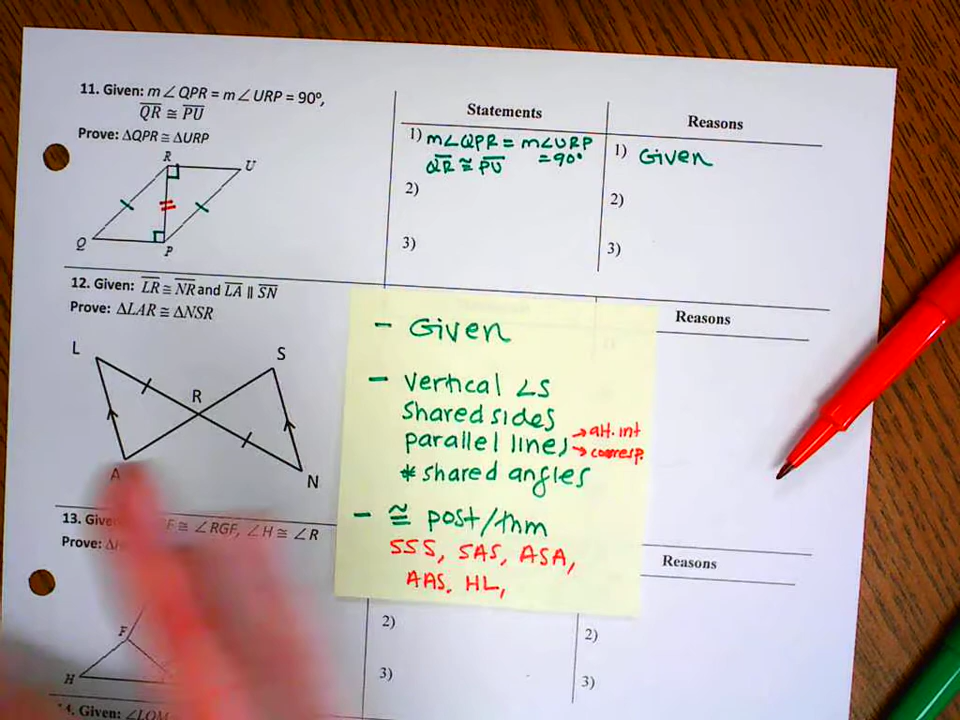 11. Given: m∠QPR = m∠URP = 90º,
QR ≅ PU
Prove: ΔQPR ≅ ΔURP
R
U
Q
P
Statements
Reasons
1) m∠QPR = m∠URP
= 90°
QR ≅ PU
1) Given
2)
2)
3)
3)
12. Given: LR ≅ NR and LA ∥ SN
Prove: ΔLAR ≅ ΔNSR
L
S
R
A
N
Reasons
- Given
- vertical ∠s
shared sides
parallel lines
→ alt. int
→ corresp.
* shared angles
- ≅ post/thm
SSS, SAS, ASA,
AAS, HL,
13. Given
≅ ∠RGF, ∠H ≅ ∠R
Prove:
Reasons
F
H
2)
2)
3)
3)
Given: ∠LOM